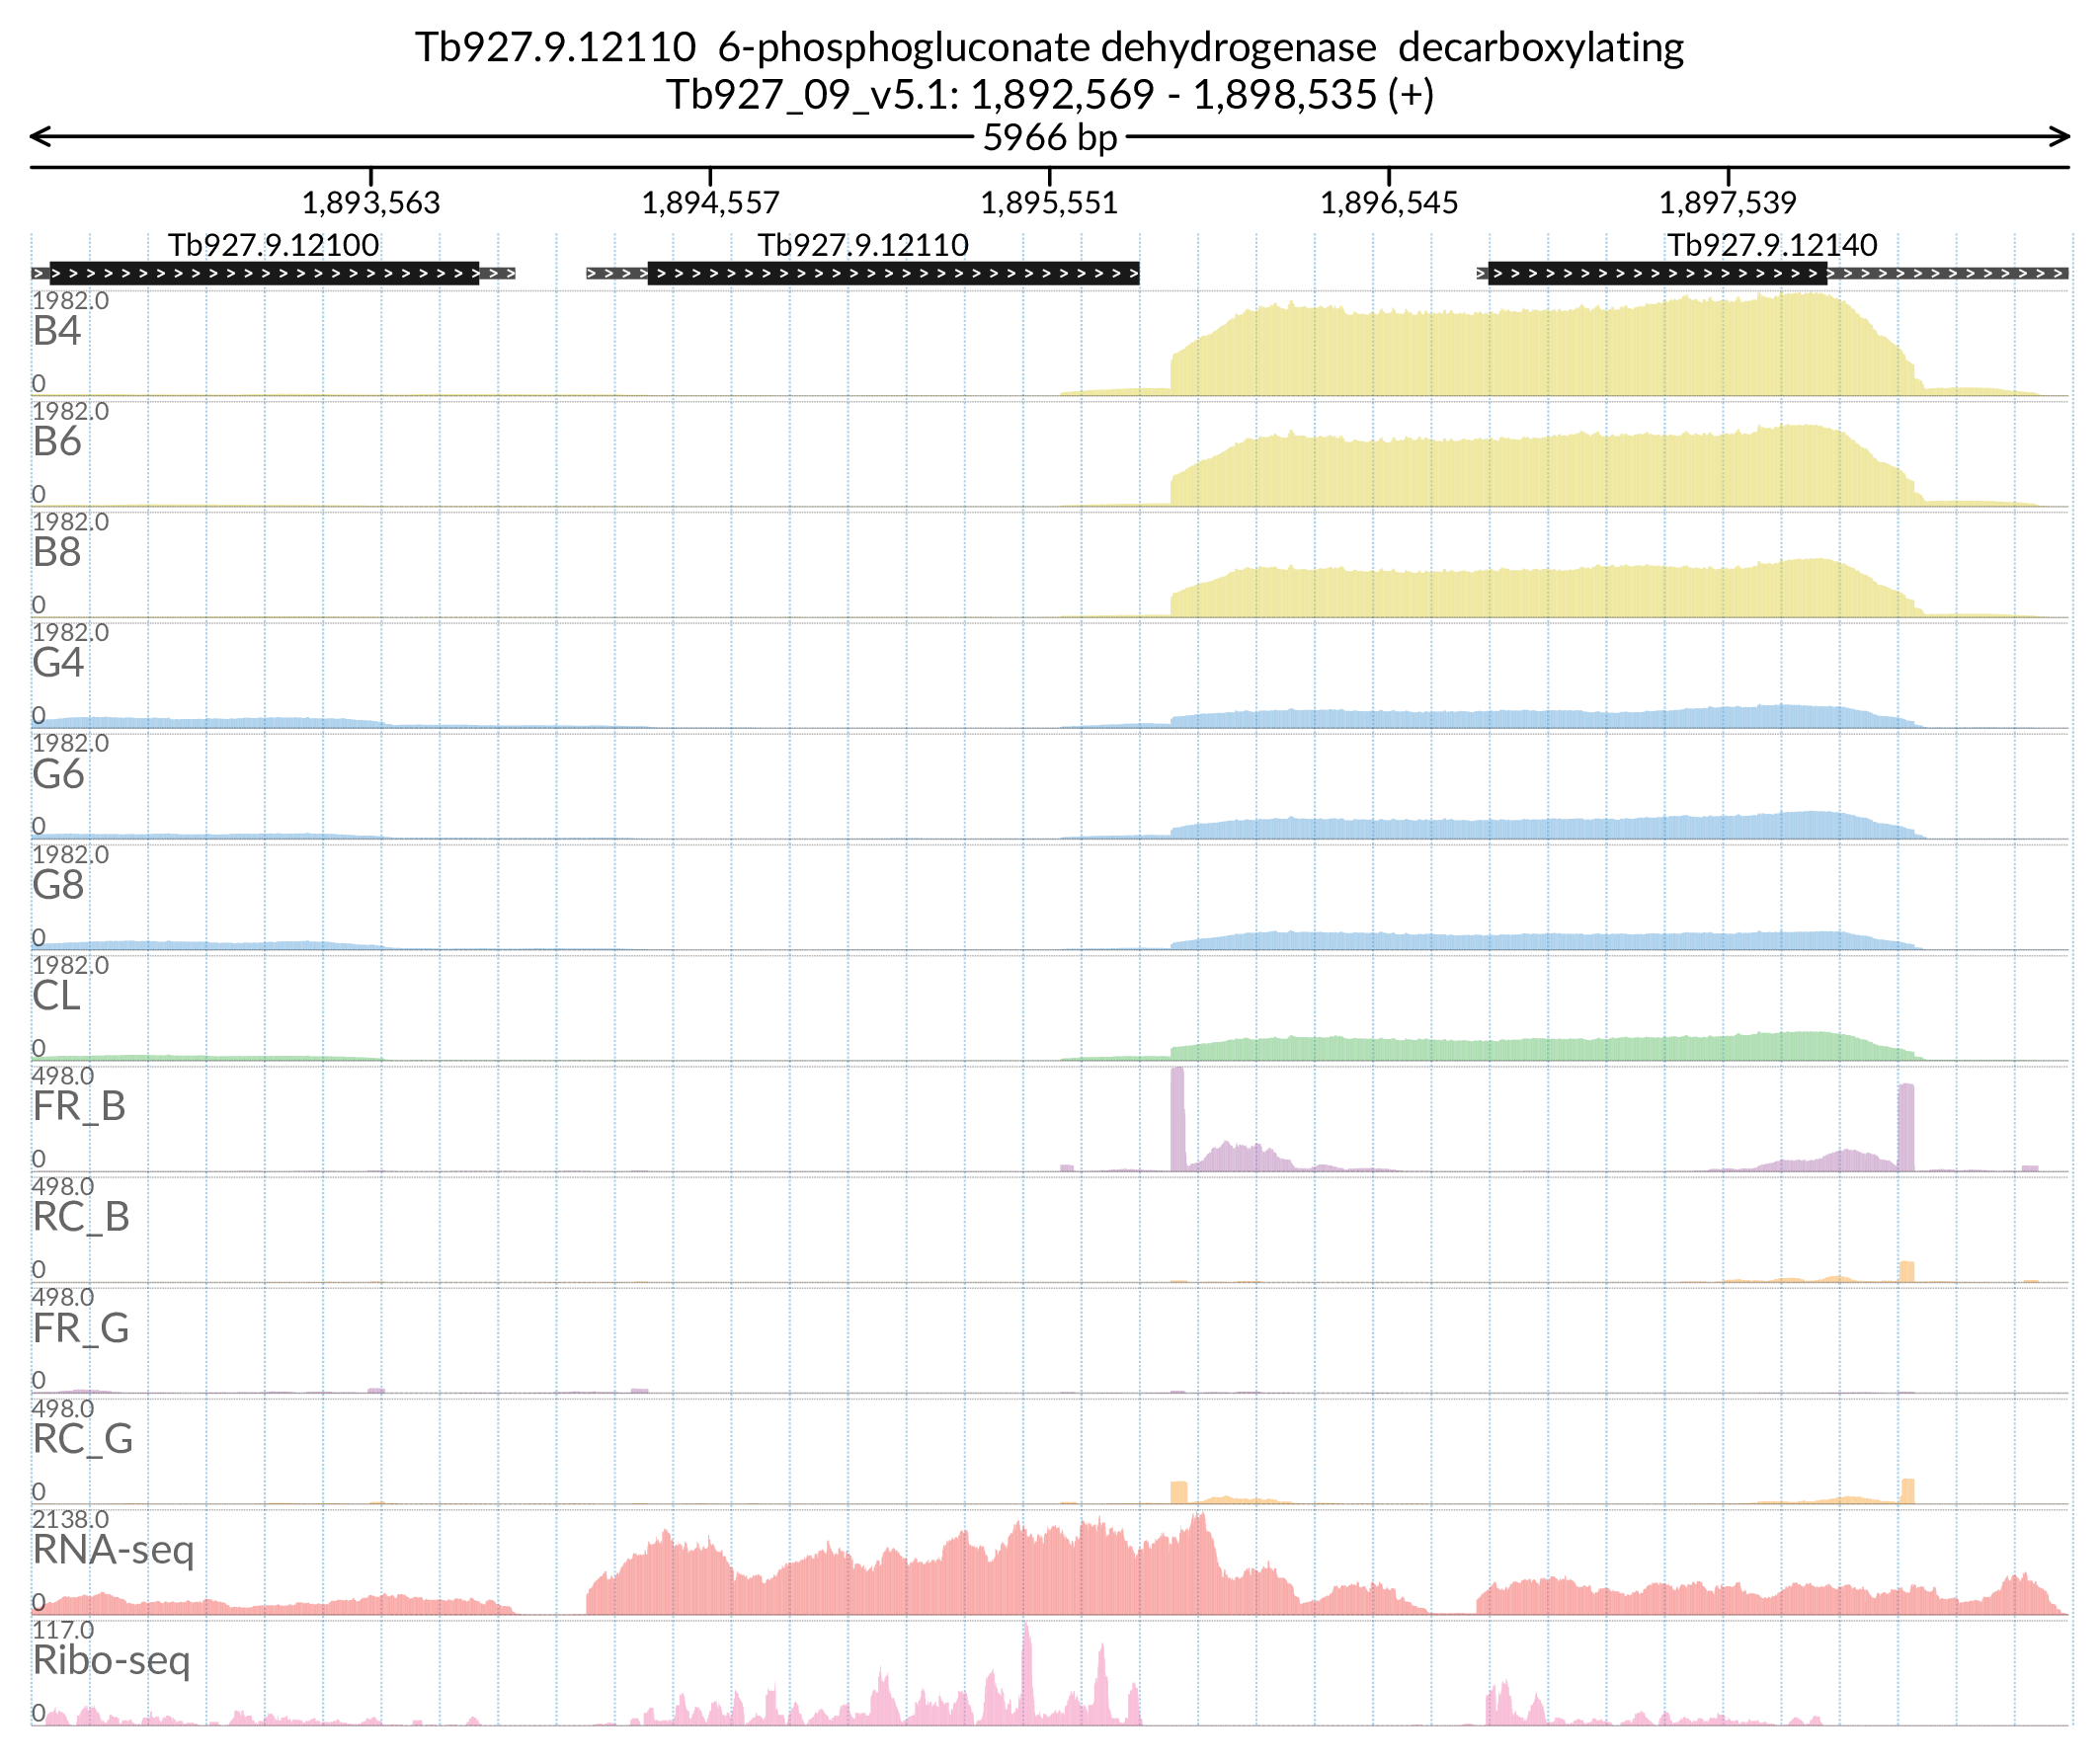 Tb927.9.12110 6-phosphogluconate dehydrogenase decarboxylating
Tb927_09_v5.1: 1,892,569 - 1,898,535 (+)
5966 bp
1,893,563 1,894,557 1,895,551 1,896,545 1,897,539
Tb927.9.12100 Tb927.9.12110 Tb927.9.12140
1982.0
B4
0
1982.0
B6
0
1982.0
B8
0
1982.0
G4
0
1982.0
G6
0
1982.0
G8
0
1982.0
CL
0
498.0
FR_B
0
498.0
RC_B
0
498.0
FR_G
0
498.0
RC_G
0
2138.0
RNA-seq
0
117.0
Ribo-seq
0